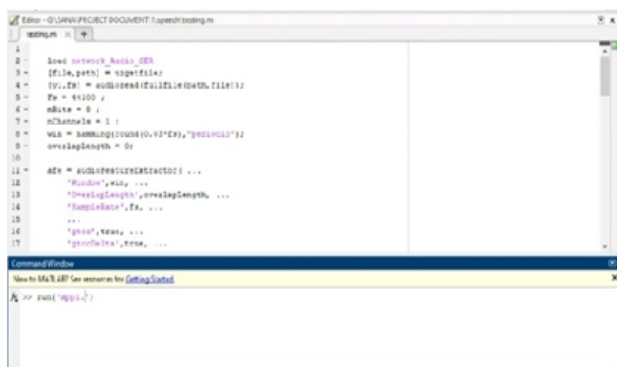 Editor - G:\SANA\PROJECT DOCUMENT\1.speech\testing.m
testing.m × +
1
2 - load network_Audio_SER
3 - [file,path] = uigetfile;
4 - [y1,fs] = audioread(fullfile(path,file));
5 - Fs = 44100 ;
6 - nBits = 8 ;
7 - nChannels = 1 ;
8 - win = hamming(round(0.03*fs),"periodic");
9 - overlapLength = 0;
10
11 - afe = audioFeatureExtractor( ...
12 'Window',win, ...
13 'OverlapLength',overlapLength, ...
14 'SampleRate',fs, ...
15 ...
16 'gtcc',true, ...
17 'gtccDelta',true, ...
Command Window
New to MATLAB? See resources for Getting Started.
fx >> run('app1.')